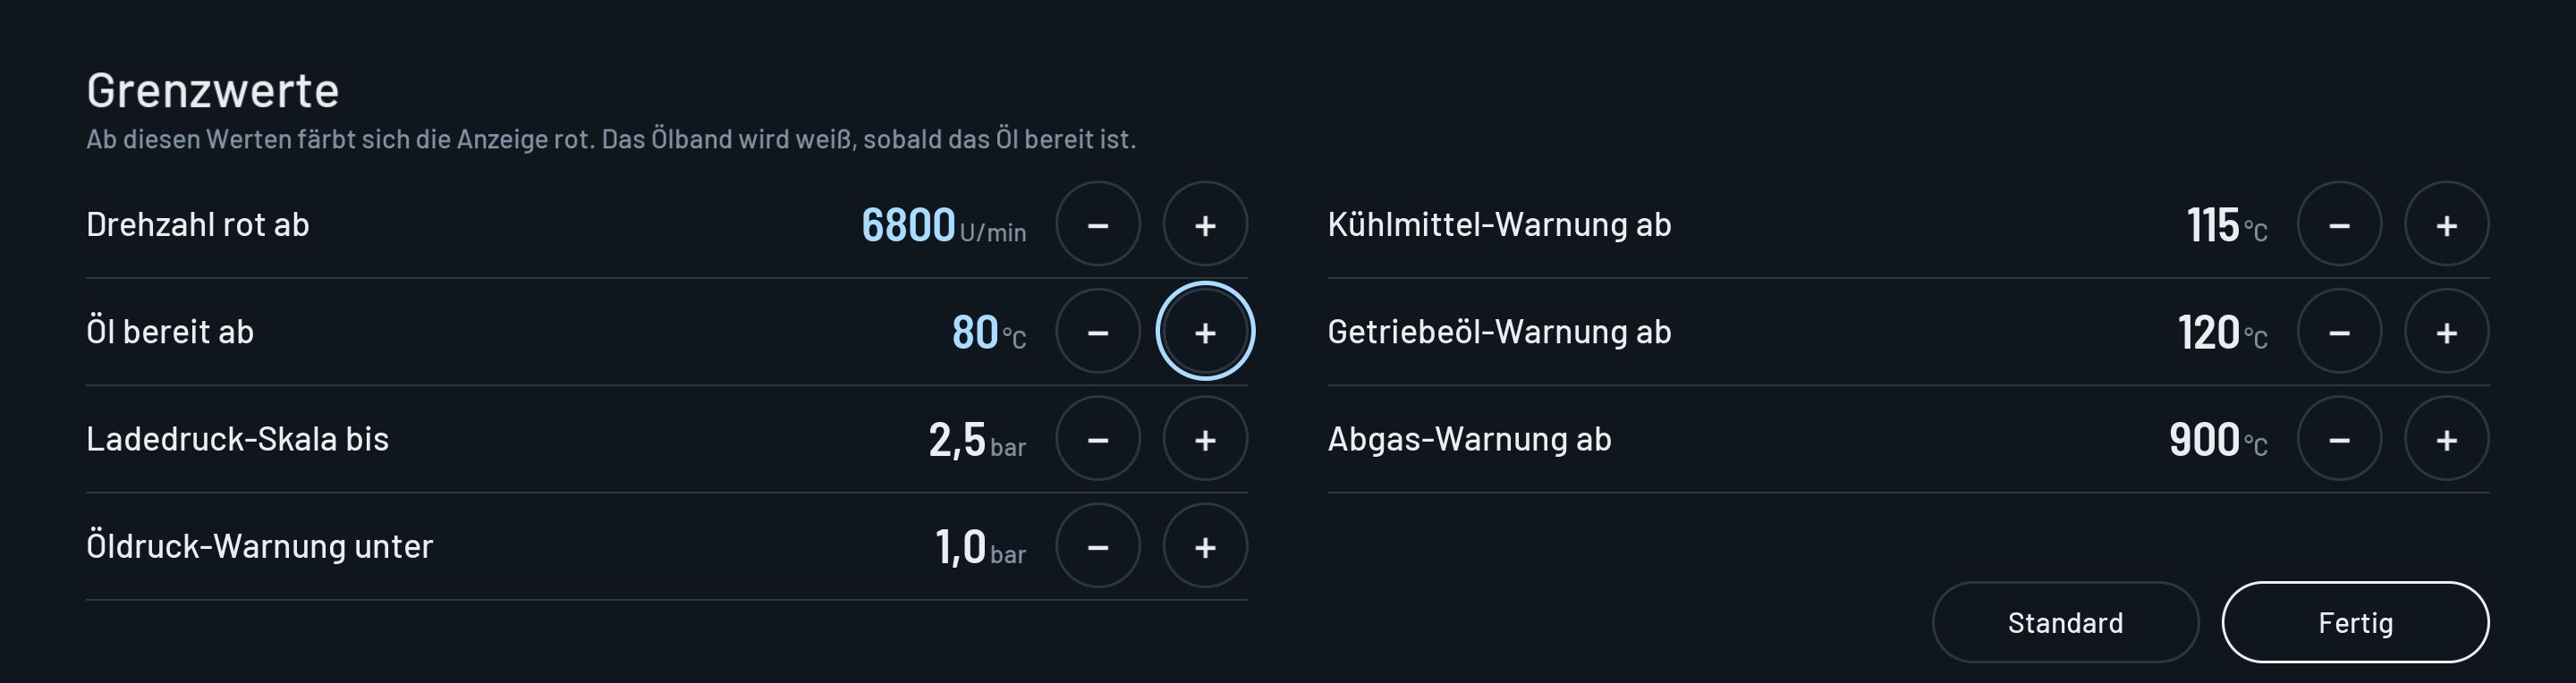 Grenzwerte
Ab diesen Werten färbt sich die Anzeige rot. Das Ölband wird weiß, sobald das Öl bereit ist.
Drehzahl rot ab 6800 U/min − +
Öl bereit ab 80 °C − +
Ladedruck-Skala bis 2,5 bar − +
Öldruck-Warnung unter 1,0 bar − +
Kühlmittel-Warnung ab 115 °C − +
Getriebeöl-Warnung ab 120 °C − +
Abgas-Warnung ab 900 °C − +
Standard Fertig